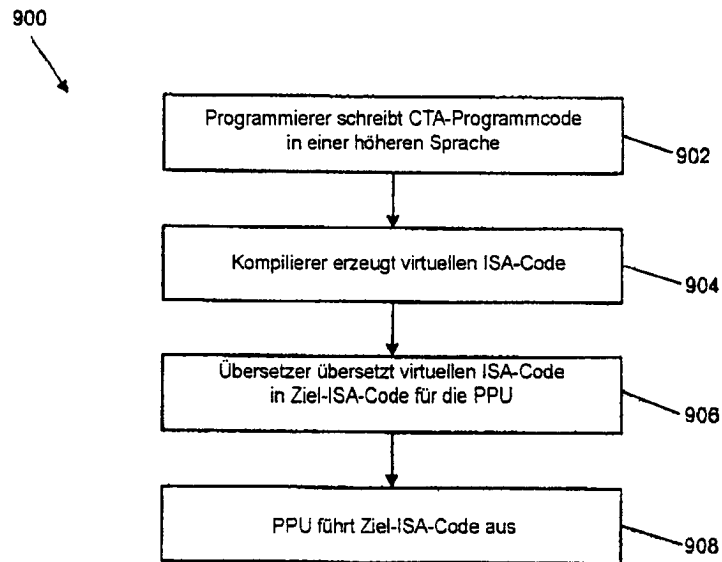 900
Programmierer schreibt CTA-Programmcode
in einer höheren Sprache
902
Kompilierer erzeugt virtuellen ISA-Code
904
Übersetzer übersetzt virtuellen ISA-Code
in Ziel-ISA-Code für die PPU
906
PPU führt Ziel-ISA-Code aus
908